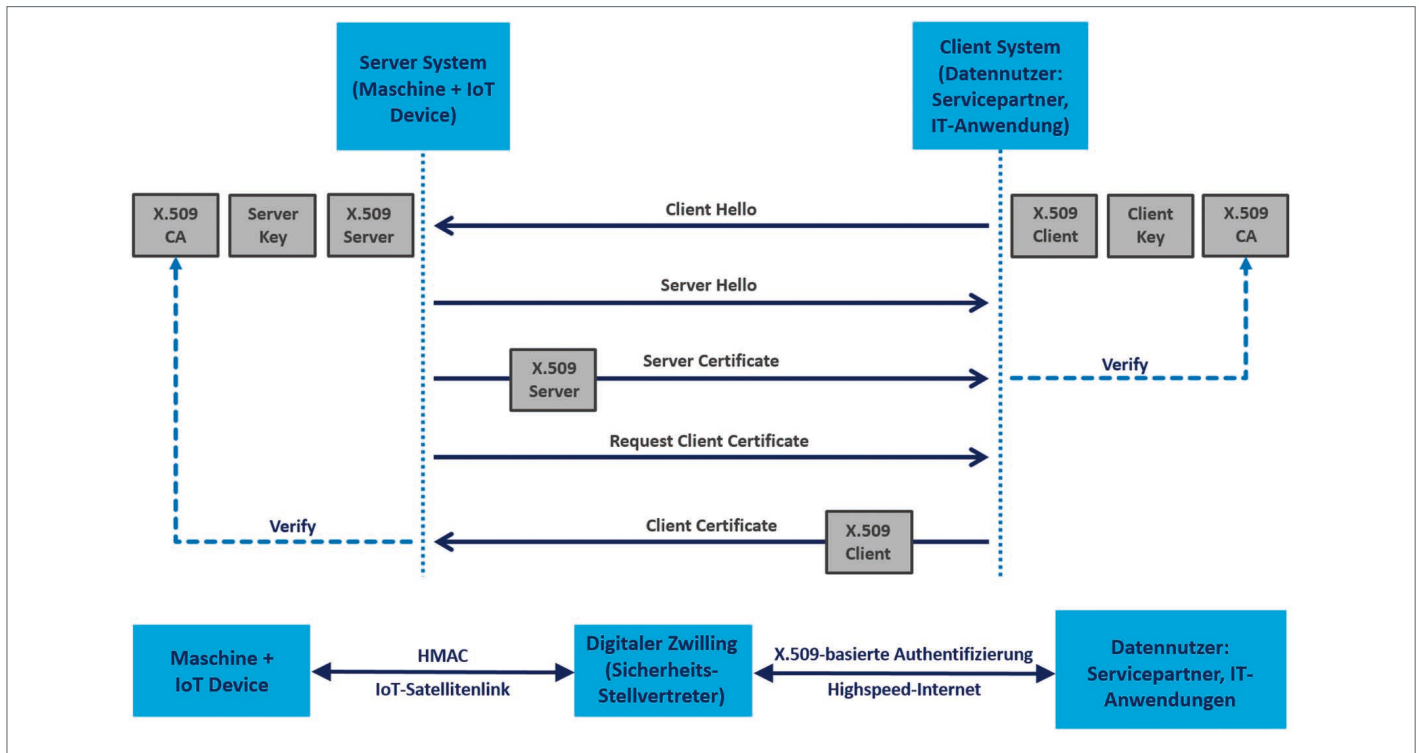 Server System
(Maschine + IoT
Device)
Client System
(Datennutzer:
Servicepartner,
IT-Anwendung)
X.509
CA
Server
Key
X.509
Server
Client Hello
X.509
Client
Client
Key
X.509
CA
Server Hello
X.509
Server
Server Certificate
Verify
Request Client Certificate
Verify
Client Certificate
X.509
Client
Maschine +
IoT Device
HMAC
IoT-Satellitenlink
Digitaler Zwilling
(Sicherheits-
Stellvertreter)
X.509-basierte Authentifizierung
Highspeed-Internet
Datennutzer:
Servicepartner, IT-
Anwendungen